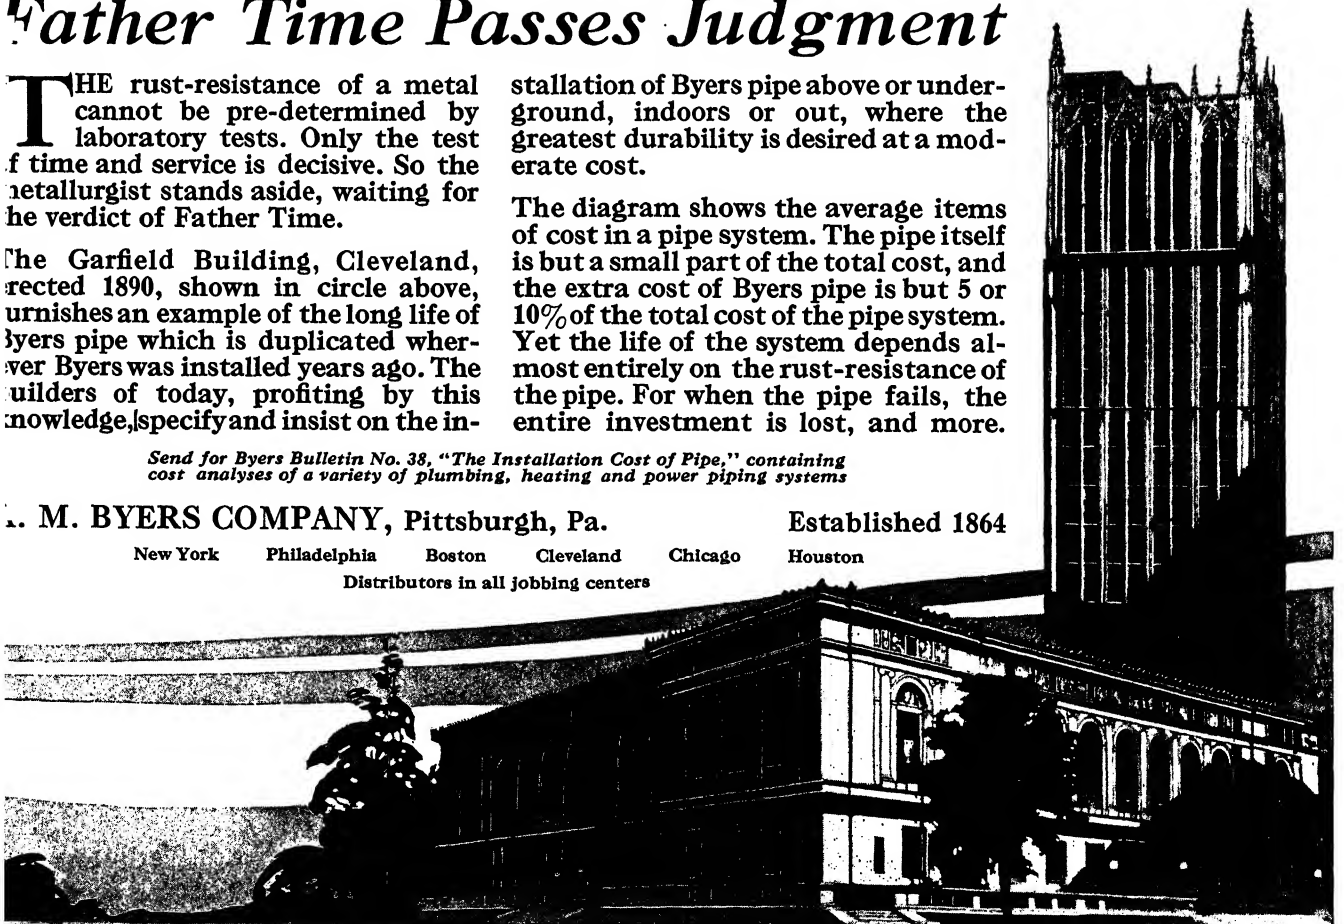 Father Time Passes Judgment
THE rust-resistance of a metal
cannot be pre-determined by
laboratory tests. Only the test
f time and service is decisive. So the
metallurgist stands aside, waiting for
he verdict of Father Time.
The Garfield Building, Cleveland,
rected 1890, shown in circle above,
urnishes an example of the long life of
Byers pipe which is duplicated wher-
ver Byers was installed years ago. The
uilders of today, profiting by this
knowledge, specify and insist on the in-
stallation of Byers pipe above or under-
ground, indoors or out, where the
greatest durability is desired at a mod-
erate cost.
The diagram shows the average items
of cost in a pipe system. The pipe itself
is but a small part of the total cost, and
the extra cost of Byers pipe is but 5 or
10% of the total cost of the pipe system.
Yet the life of the system depends al-
most entirely on the rust-resistance of
the pipe. For when the pipe fails, the
entire investment is lost, and more.
Send for Byers Bulletin No. 38, "The Installation Cost of Pipe," containing
cost analyses of a variety of plumbing, heating and power piping systems
. M. BYERS COMPANY, Pittsburgh, Pa. Established 1864
New York Philadelphia Boston Cleveland Chicago Houston
Distributors in all jobbing centers